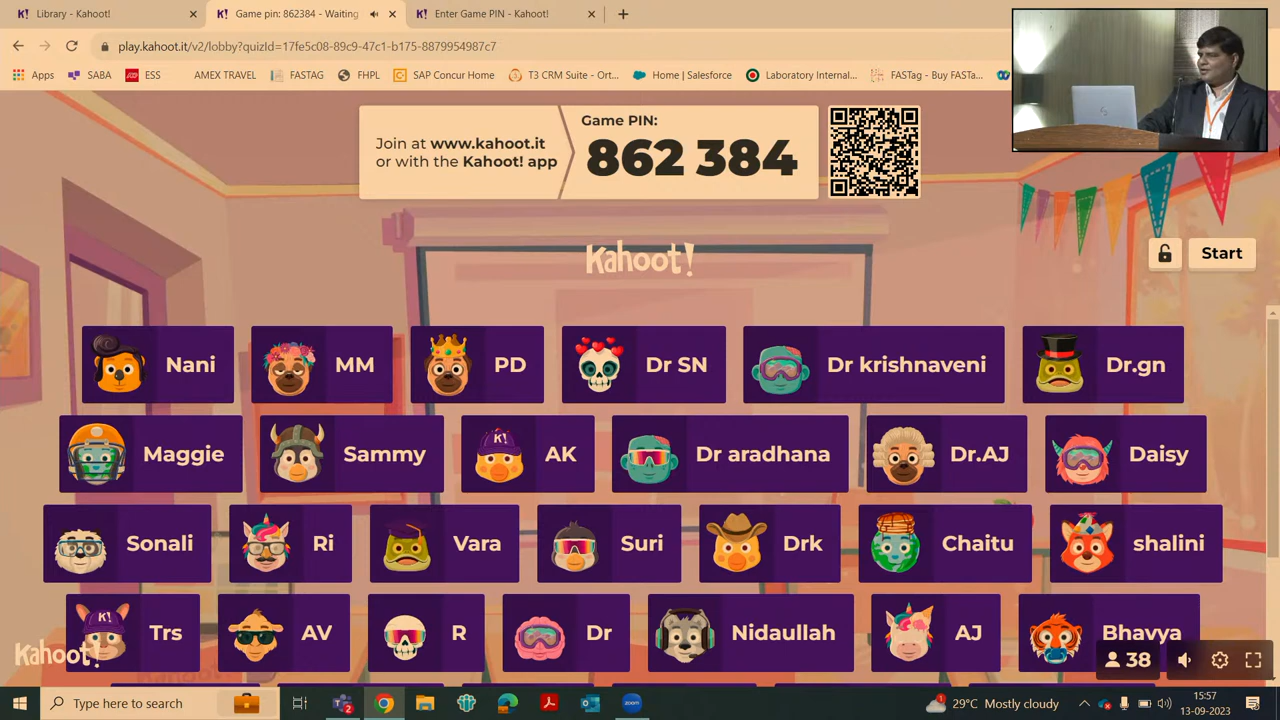 Library - Kahoot!
Game pin: 862384 - Waiting
Enter Game PIN - Kahoot!
play.kahoot.it/v2/lobby?quizId=17fe5c08-89c9-47c1-b175-8879954987c7
Apps
SABA
ESS
AMEX TRAVEL
FASTAG
FHPL
SAP Concur Home
T3 CRM Suite - Ort...
Home | Salesforce
Laboratory Internal...
FASTag - Buy FASTa...
Join at www.kahoot.it
or with the Kahoot! app
Game PIN:
862 384
Kahoot!
Start
Nani
MM
PD
Dr SN
Dr krishnaveni
Dr.gn
Maggie
Sammy
K!
AK
Dr aradhana
Dr.AJ
Daisy
Sonali
Ri
Vara
Suri
Drk
Chaitu
shalini
K!
Trs
AV
R
Dr
Nidaullah
AJ
Bhavya
Kahoot!
38
Type here to search
zoom
29°C Mostly cloudy
15:57
13-09-2023